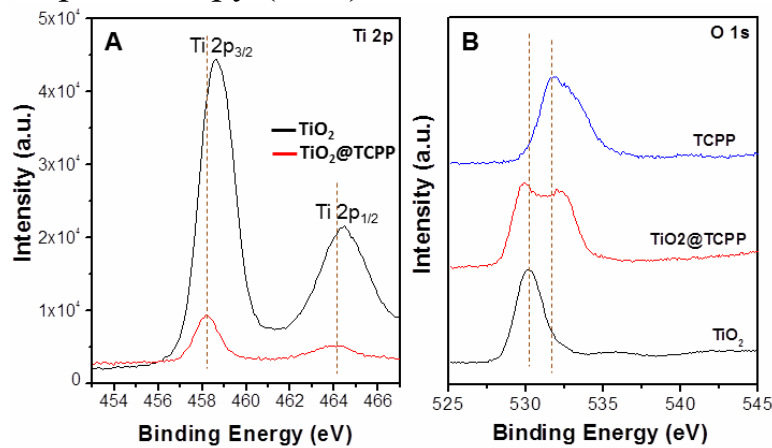 A
Ti 2p
Ti 2p₃/₂
Ti 2p₁/₂
TiO₂
TiO₂@TCPP
5x10⁴
4x10⁴
3x10⁴
2x10⁴
1x10⁴
0
454 456 458 460 462 464 466
Binding Energy (eV)
Intensity (a.u.)
B
O 1s
TCPP
TiO2@TCPP
TiO₂
525 530 535 540 545
Binding Energy (eV)
Intensity (a.u.)